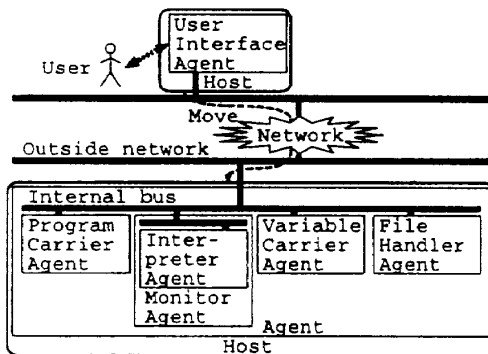 User
Interface
Agent
Host
User
Move
Network
Outside network
Internal bus
Program
Carrier
Agent
Inter-
preter
Agent
Monitor
Agent
Variable
Carrier
Agent
File
Handler
Agent
Agent
Host